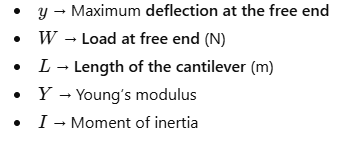 • y → Maximum deflection at the free end
• W → Load at free end (N)
• L → Length of the cantilever (m)
• Y → Young's modulus
• I → Moment of inertia